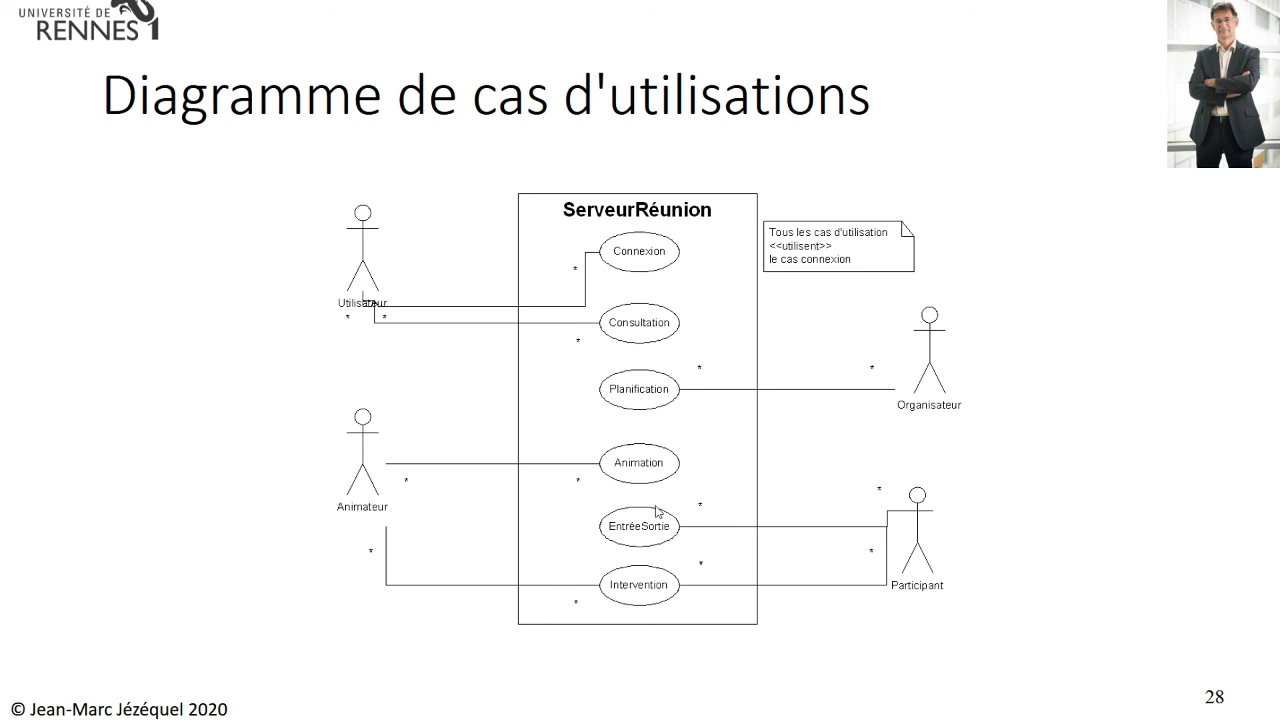 UNIVERSITÉ DE
RENNES 1
Diagramme de cas d'utilisations
ServeurRéunion
Connexion
Tous les cas d'utilisation
<<utilisent>>
le cas connexion
*
Utilisateur
*
*
Consultation
*
*
*
Planification
Organisateur
Animation
*
*
Animateur
*
*
EntréeSortie
*
*
*
Intervention
Participant
*
28
© Jean-Marc Jézéquel 2020